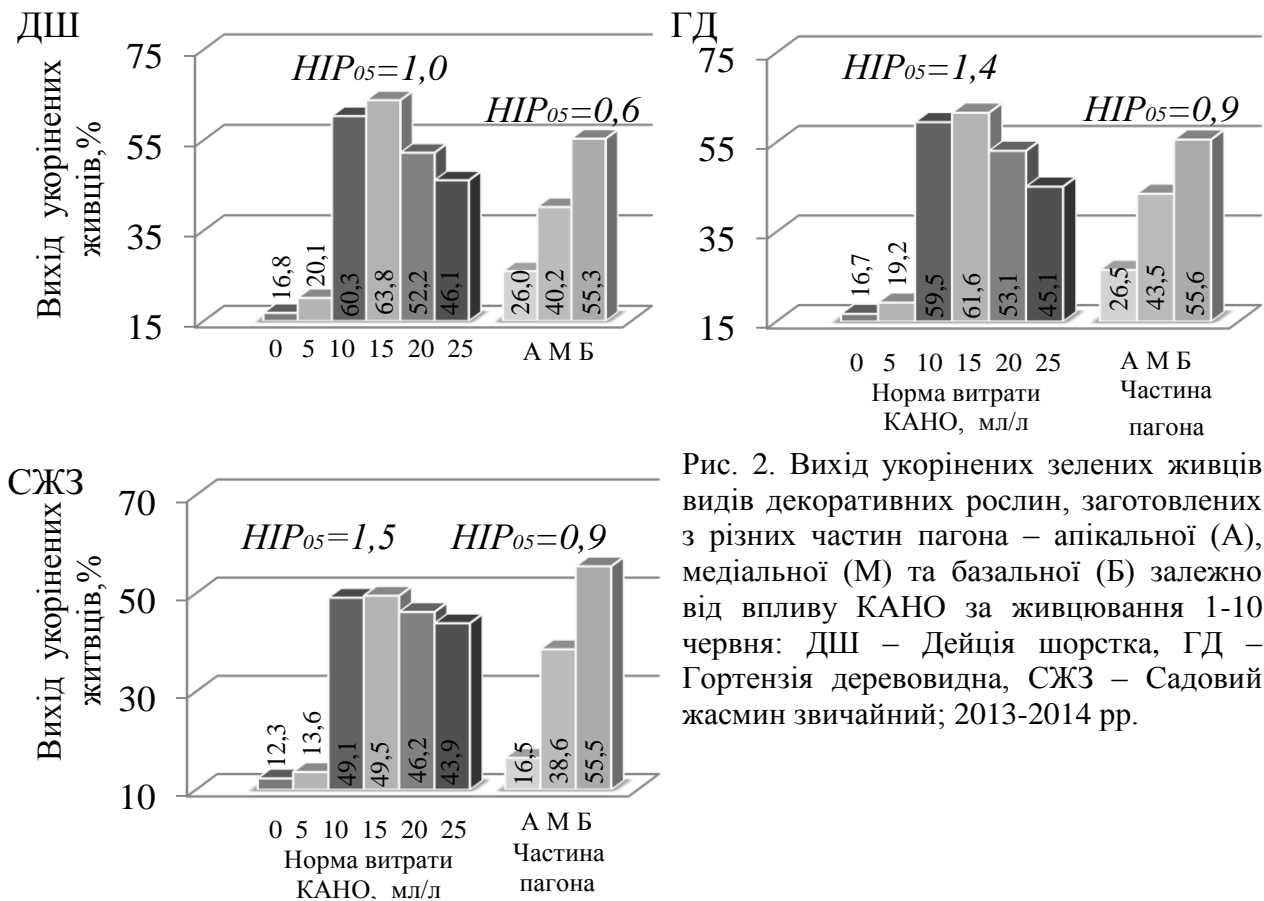 ДШ
Вихід укорінених
живців,%
75
55
35
15
НІР05=1,0
НІР05=0,6
16,8
20,1
60,3
63,8
52,2
46,1
26,0
40,2
55,3
0 5 10 15 20 25
А М Б
ГД
75
55
35
15
НІР05=1,4
НІР05=0,9
16,7
19,2
59,5
61,6
53,1
45,1
26,5
43,5
55,6
0 5 10 15 20 25
А М Б
Норма витрати
КАНО, мл/л
Частина
пагона
СЖЗ
Вихід укорінених
житвців,%
70
50
30
10
НІР05=1,5
НІР05=0,9
12,3
13,6
49,1
49,5
46,2
43,9
16,5
38,6
55,5
0 5 10 15 20 25
А М Б
Норма витрати
КАНО, мл/л
Частина
пагона
Рис. 2. Вихід укорінених зелених живців
видів декоративних рослин, заготовлених
з різних частин пагона – апікальної (А),
медіальної (М) та базальної (Б) залежно
від впливу КАНО за живцювання 1-10
червня: ДШ – Дейція шорстка, ГД –
Гортензія деревовидна, СЖЗ – Садовий
жасмин звичайний; 2013-2014 рр.